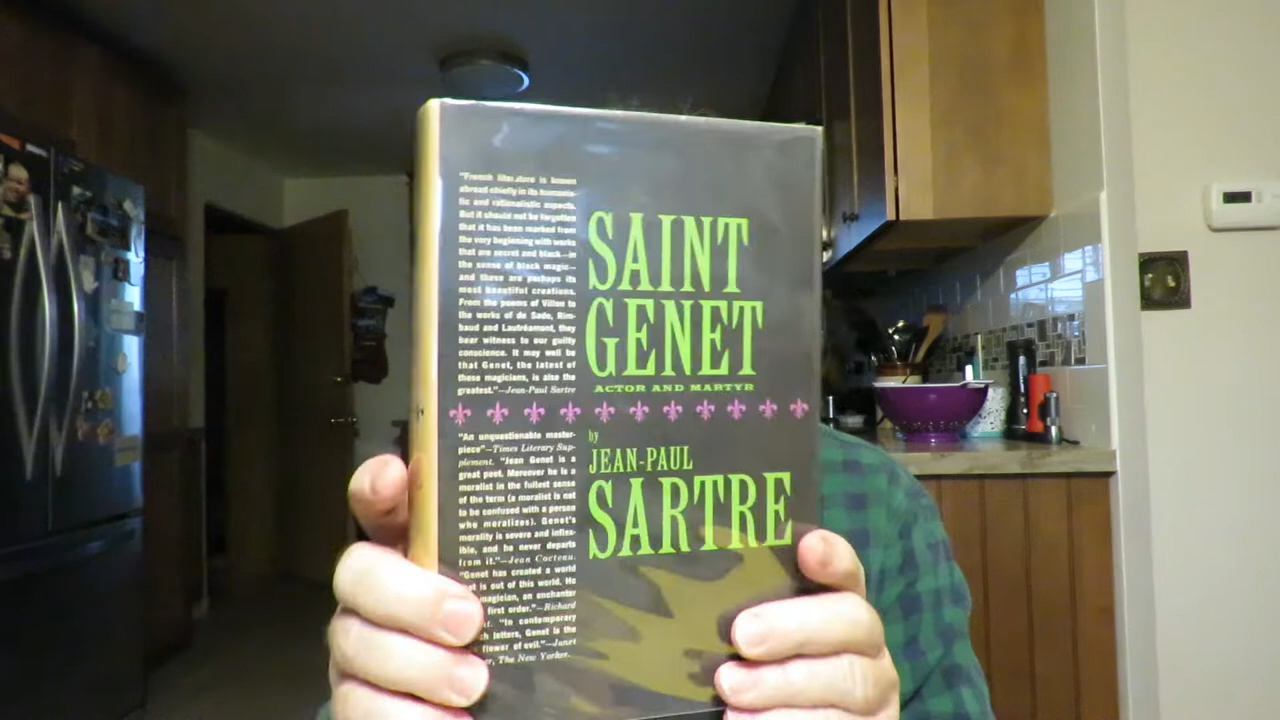 "French literature is known
abroad chiefly in its humanis-
tic and rationalistic aspects.
But it should not be forgotten
that it has been marked from
the very beginning with works
that are secret and black—in
the sense of black magic—
and these are perhaps its
most beautiful creations.
From the poems of Villon to
the works of de Sade, Rim-
baud and Lautréamont, they
bear witness to our guilty
conscience. It may well be
that Genet, the latest of
these magicians, is also the
greatest."—Jean-Paul Sartre
SAINT
GENET
ACTOR AND MARTYR
"An unquestionable master-
piece"—Times Literary Sup-
plement. "Jean Genet is a
great poet. Moreover he is a
moralist in the fullest sense
of the term (a moralist is not
to be confused with a person
who moralizes). Genet's
morality is severe and inflex-
ible, and he never departs
from it."—Jean Cocteau.
"Genet has created a world
is out of this world. He
magician, an enchanter
first order."—Richard
"In contemporary
letters, Genet is the
flower of evil."—Janet
The New Yorker.
by
JEAN-PAUL
SARTRE